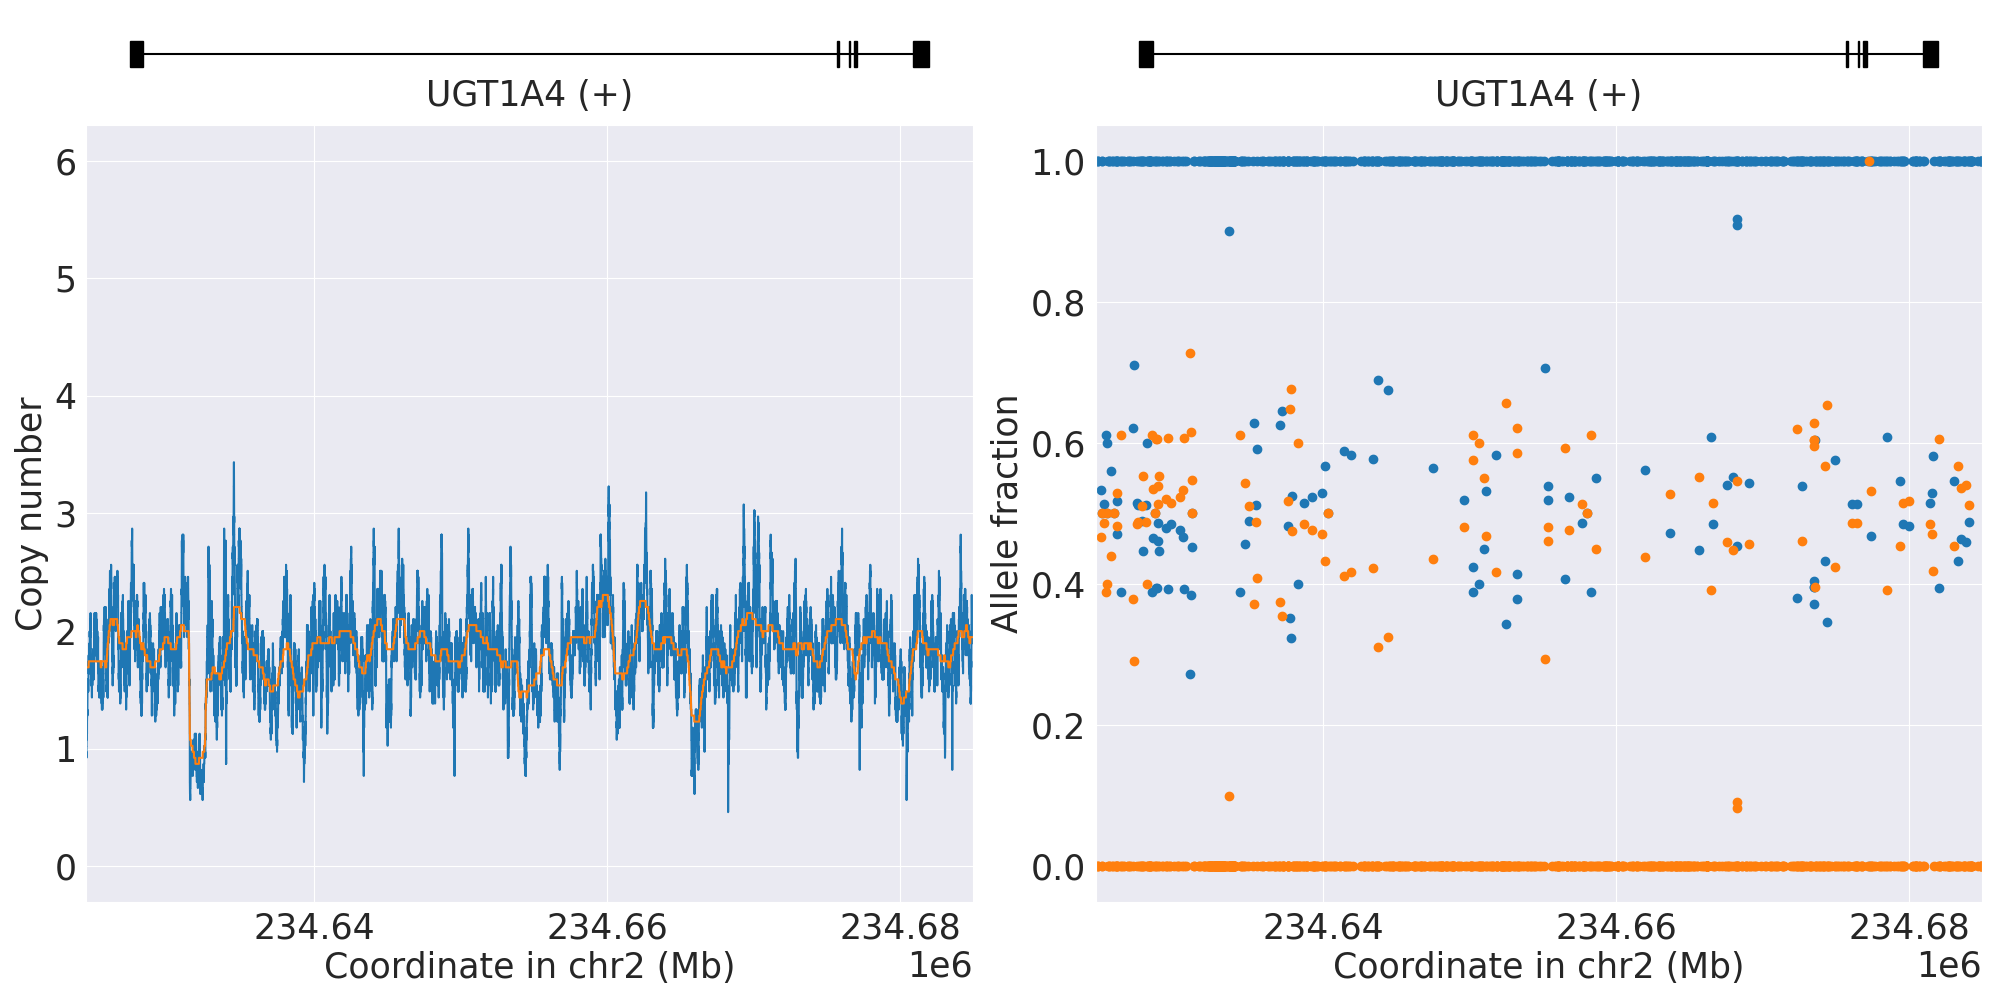 UGT1A4 (+)
Copy number
6
5
4
3
2
1
0
234.64 234.66 234.68
1e6
Coordinate in chr2 (Mb)
UGT1A4 (+)
Allele fraction
1.0
0.8
0.6
0.4
0.2
0.0
234.64 234.66 234.68
1e6
Coordinate in chr2 (Mb)